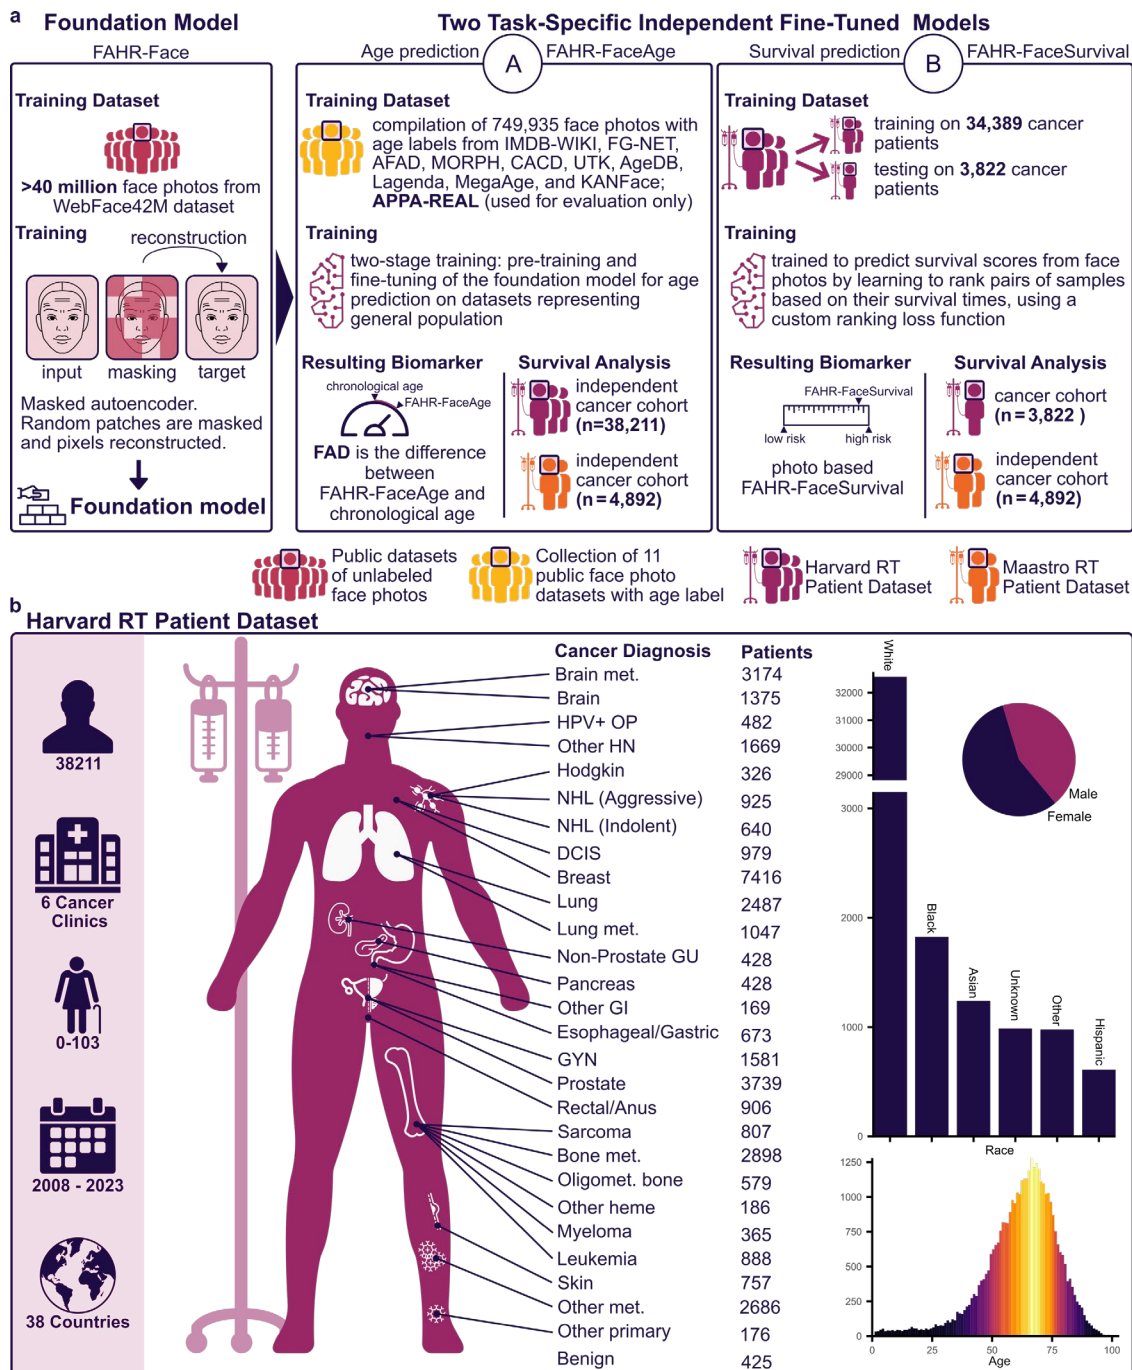 a
Foundation Model
FAHR-Face
Training Dataset
>40 million face photos from
WebFace42M dataset
Training
reconstruction
input masking target
Masked autoencoder.
Random patches are masked
and pixels reconstructed.
Foundation model
Two Task-Specific Independent Fine-Tuned Models
Age prediction A FAHR-FaceAge
Training Dataset
compilation of 749,935 face photos with
age labels from IMDB-WIKI, FG-NET,
AFAD, MORPH, CACD, UTK, AgeDB,
Lagenda, MegaAge, and KANFace;
APPA-REAL (used for evaluation only)
Training
two-stage training: pre-training and
fine-tuning of the foundation model for age
prediction on datasets representing
general population
Resulting Biomarker
chronological age
FAHR-FaceAge
FAD is the difference
between
FAHR-FaceAge and
chronological age
Survival Analysis
independent
cancer cohort
(n=38,211)
independent
cancer cohort
(n=4,892)
Survival prediction B FAHR-FaceSurvival
Training Dataset
training on 34,389 cancer
patients
testing on 3,822 cancer
patients
Training
trained to predict survival scores from face
photos by learning to rank pairs of samples
based on their survival times, using a
custom ranking loss function
Resulting Biomarker
FAHR-FaceSurvival
low risk high risk
photo based
FAHR-FaceSurvival
Survival Analysis
cancer cohort
(n=3,822 )
independent
cancer cohort
(n=4,892)
Public datasets
of unlabeled
face photos
Collection of 11
public face photo
datasets with age label
Harvard RT
Patient Dataset
Maastro RT
Patient Dataset
b
Harvard RT Patient Dataset
38211
6 Cancer
Clinics
0-103
2008 - 2023
38 Countries
Cancer Diagnosis Patients
Brain met. 3174
Brain 1375
HPV+ OP 482
Other HN 1669
Hodgkin 326
NHL (Aggressive) 925
NHL (Indolent) 640
DCIS 979
Breast 7416
Lung 2487
Lung met. 1047
Non-Prostate GU 428
Pancreas 428
Other GI 169
Esophageal/Gastric 673
GYN 1581
Prostate 3739
Rectal/Anus 906
Sarcoma 807
Bone met. 2898
Oligomet. bone 579
Other heme 186
Myeloma 365
Leukemia 888
Skin 757
Other met. 2686
Other primary 176
Benign 425
White
32000
31000
30000
29000
3000
2000
1000
0
Black
Asian
Unknown
Other
Hispanic
Race
Male
Female
1250
1000
750
500
250
0
0 25 50 75 100
Age